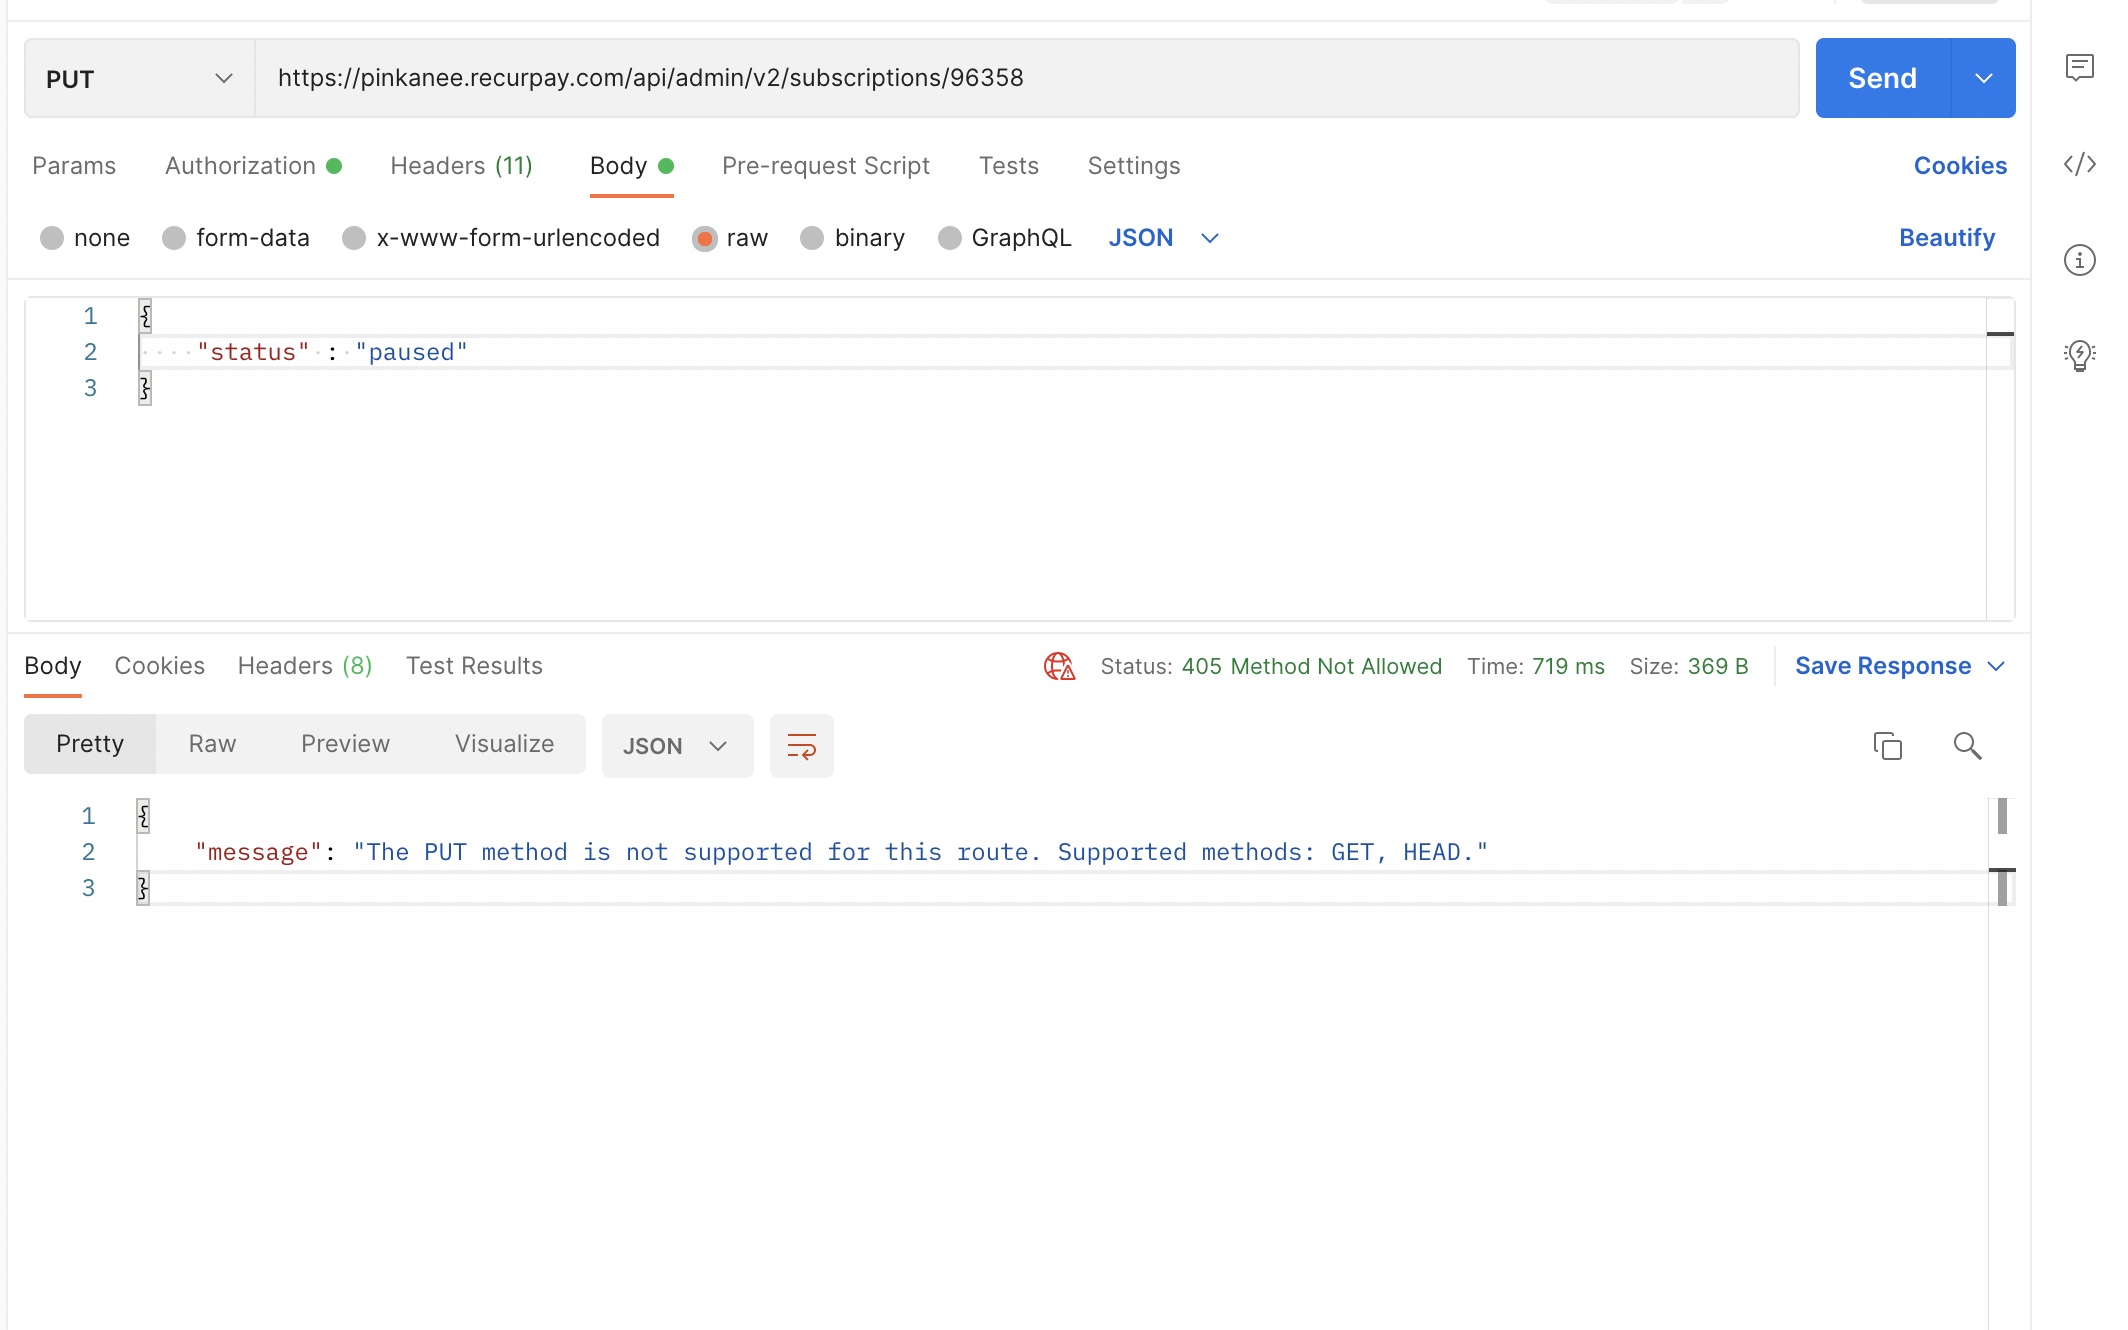 PUT https://pinkanee.recurpay.com/api/admin/v2/subscriptions/96358 Send
Params Authorization Headers (11) Body Pre-request Script Tests Settings Cookies
none form-data x-www-form-urlencoded raw binary GraphQL JSON Beautify
1 {
2 "status" : "paused"
3 }
Body Cookies Headers (8) Test Results Status: 405 Method Not Allowed Time: 719 ms Size: 369 B Save Response
Pretty Raw Preview Visualize JSON
1 {
2 "message": "The PUT method is not supported for this route. Supported methods: GET, HEAD."
3 }